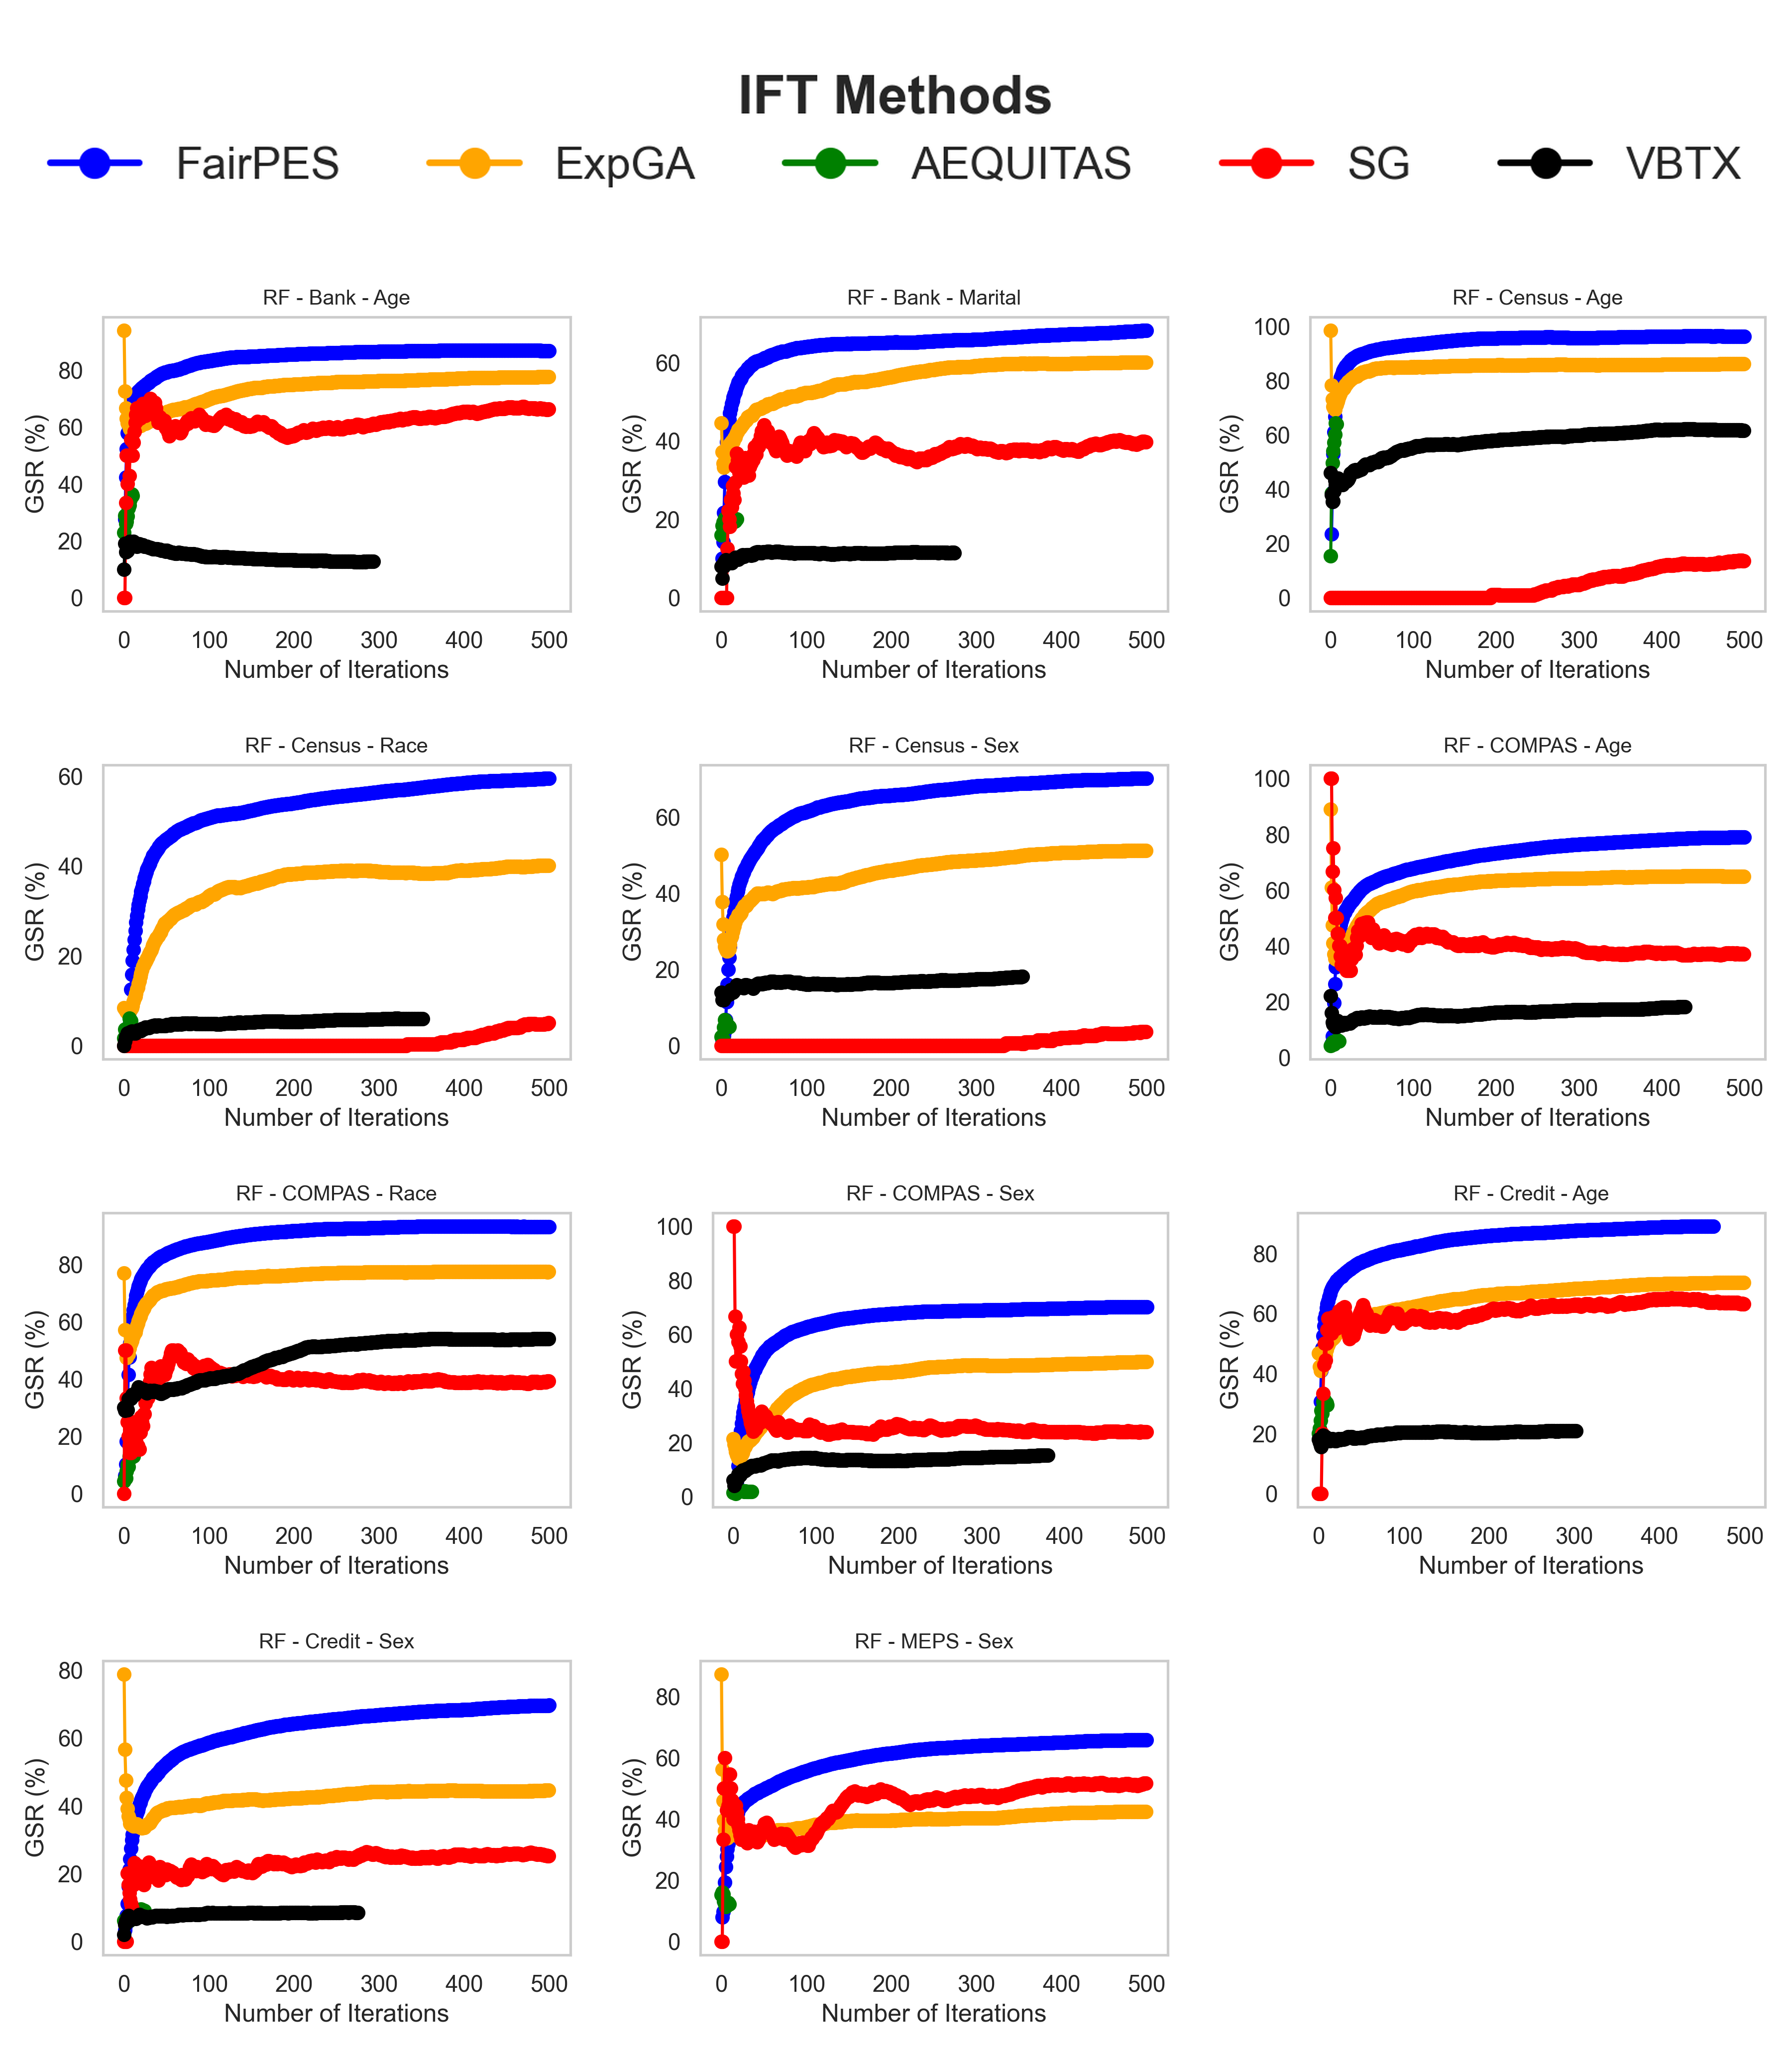 IFT Methods
FairPES ExpGA AEQUITAS SG VBTX
RF - Bank - Age
GSR (%)
80
60
40
20
0
0 100 200 300 400 500
Number of Iterations
RF - Bank - Marital
GSR (%)
60
40
20
0
0 100 200 300 400 500
Number of Iterations
RF - Census - Age
GSR (%)
100
80
60
40
20
0
0 100 200 300 400 500
Number of Iterations
RF - Census - Race
GSR (%)
60
40
20
0
0 100 200 300 400 500
Number of Iterations
RF - Census - Sex
GSR (%)
60
40
20
0
0 100 200 300 400 500
Number of Iterations
RF - COMPAS - Age
GSR (%)
100
80
60
40
20
0
0 100 200 300 400 500
Number of Iterations
RF - COMPAS - Race
GSR (%)
80
60
40
20
0
0 100 200 300 400 500
Number of Iterations
RF - COMPAS - Sex
GSR (%)
100
80
60
40
20
0
0 100 200 300 400 500
Number of Iterations
RF - Credit - Age
GSR (%)
80
60
40
20
0
0 100 200 300 400 500
Number of Iterations
RF - Credit - Sex
GSR (%)
80
60
40
20
0
0 100 200 300 400 500
Number of Iterations
RF - MEPS - Sex
GSR (%)
80
60
40
20
0
0 100 200 300 400 500
Number of Iterations